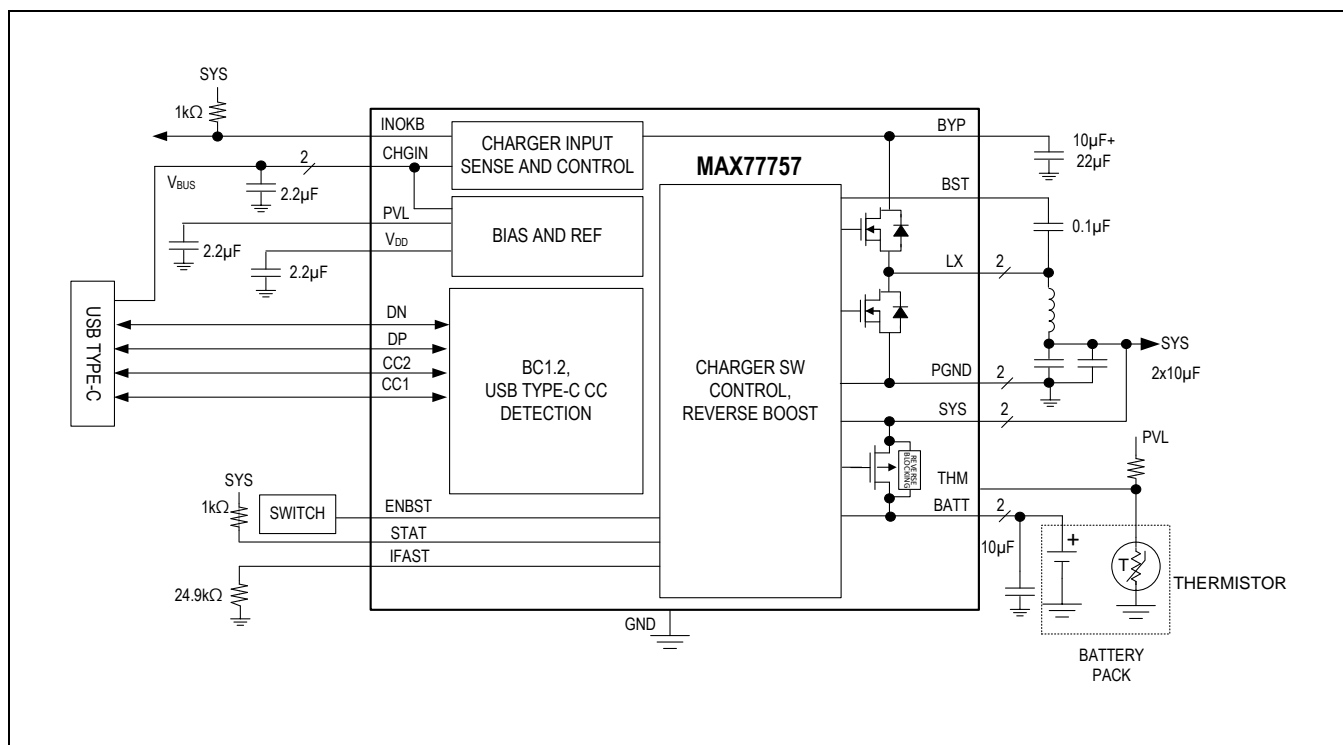 SYS
1kΩ
INOKB
CHGIN
2
VBUS
2.2µF
PVL
2.2µF
VDD
2.2µF
USB TYPE-C
DN
DP
CC2
CC1
SYS
1kΩ
SWITCH
ENBST
STAT
IFAST
24.9kΩ
CHARGER INPUT
SENSE AND CONTROL
BIAS AND REF
BC1.2,
USB TYPE-C CC
DETECTION
MAX77757
CHARGER SW
CONTROL,
REVERSE BOOST
REVERSE
BLOCKING
GND
BYP
10µF+
22µF
BST
0.1µF
LX
2
SYS
2x10µF
PGND
2
SYS
2
PVL
THM
BATT
2
10µF
+
T
THERMISTOR
BATTERY
PACK